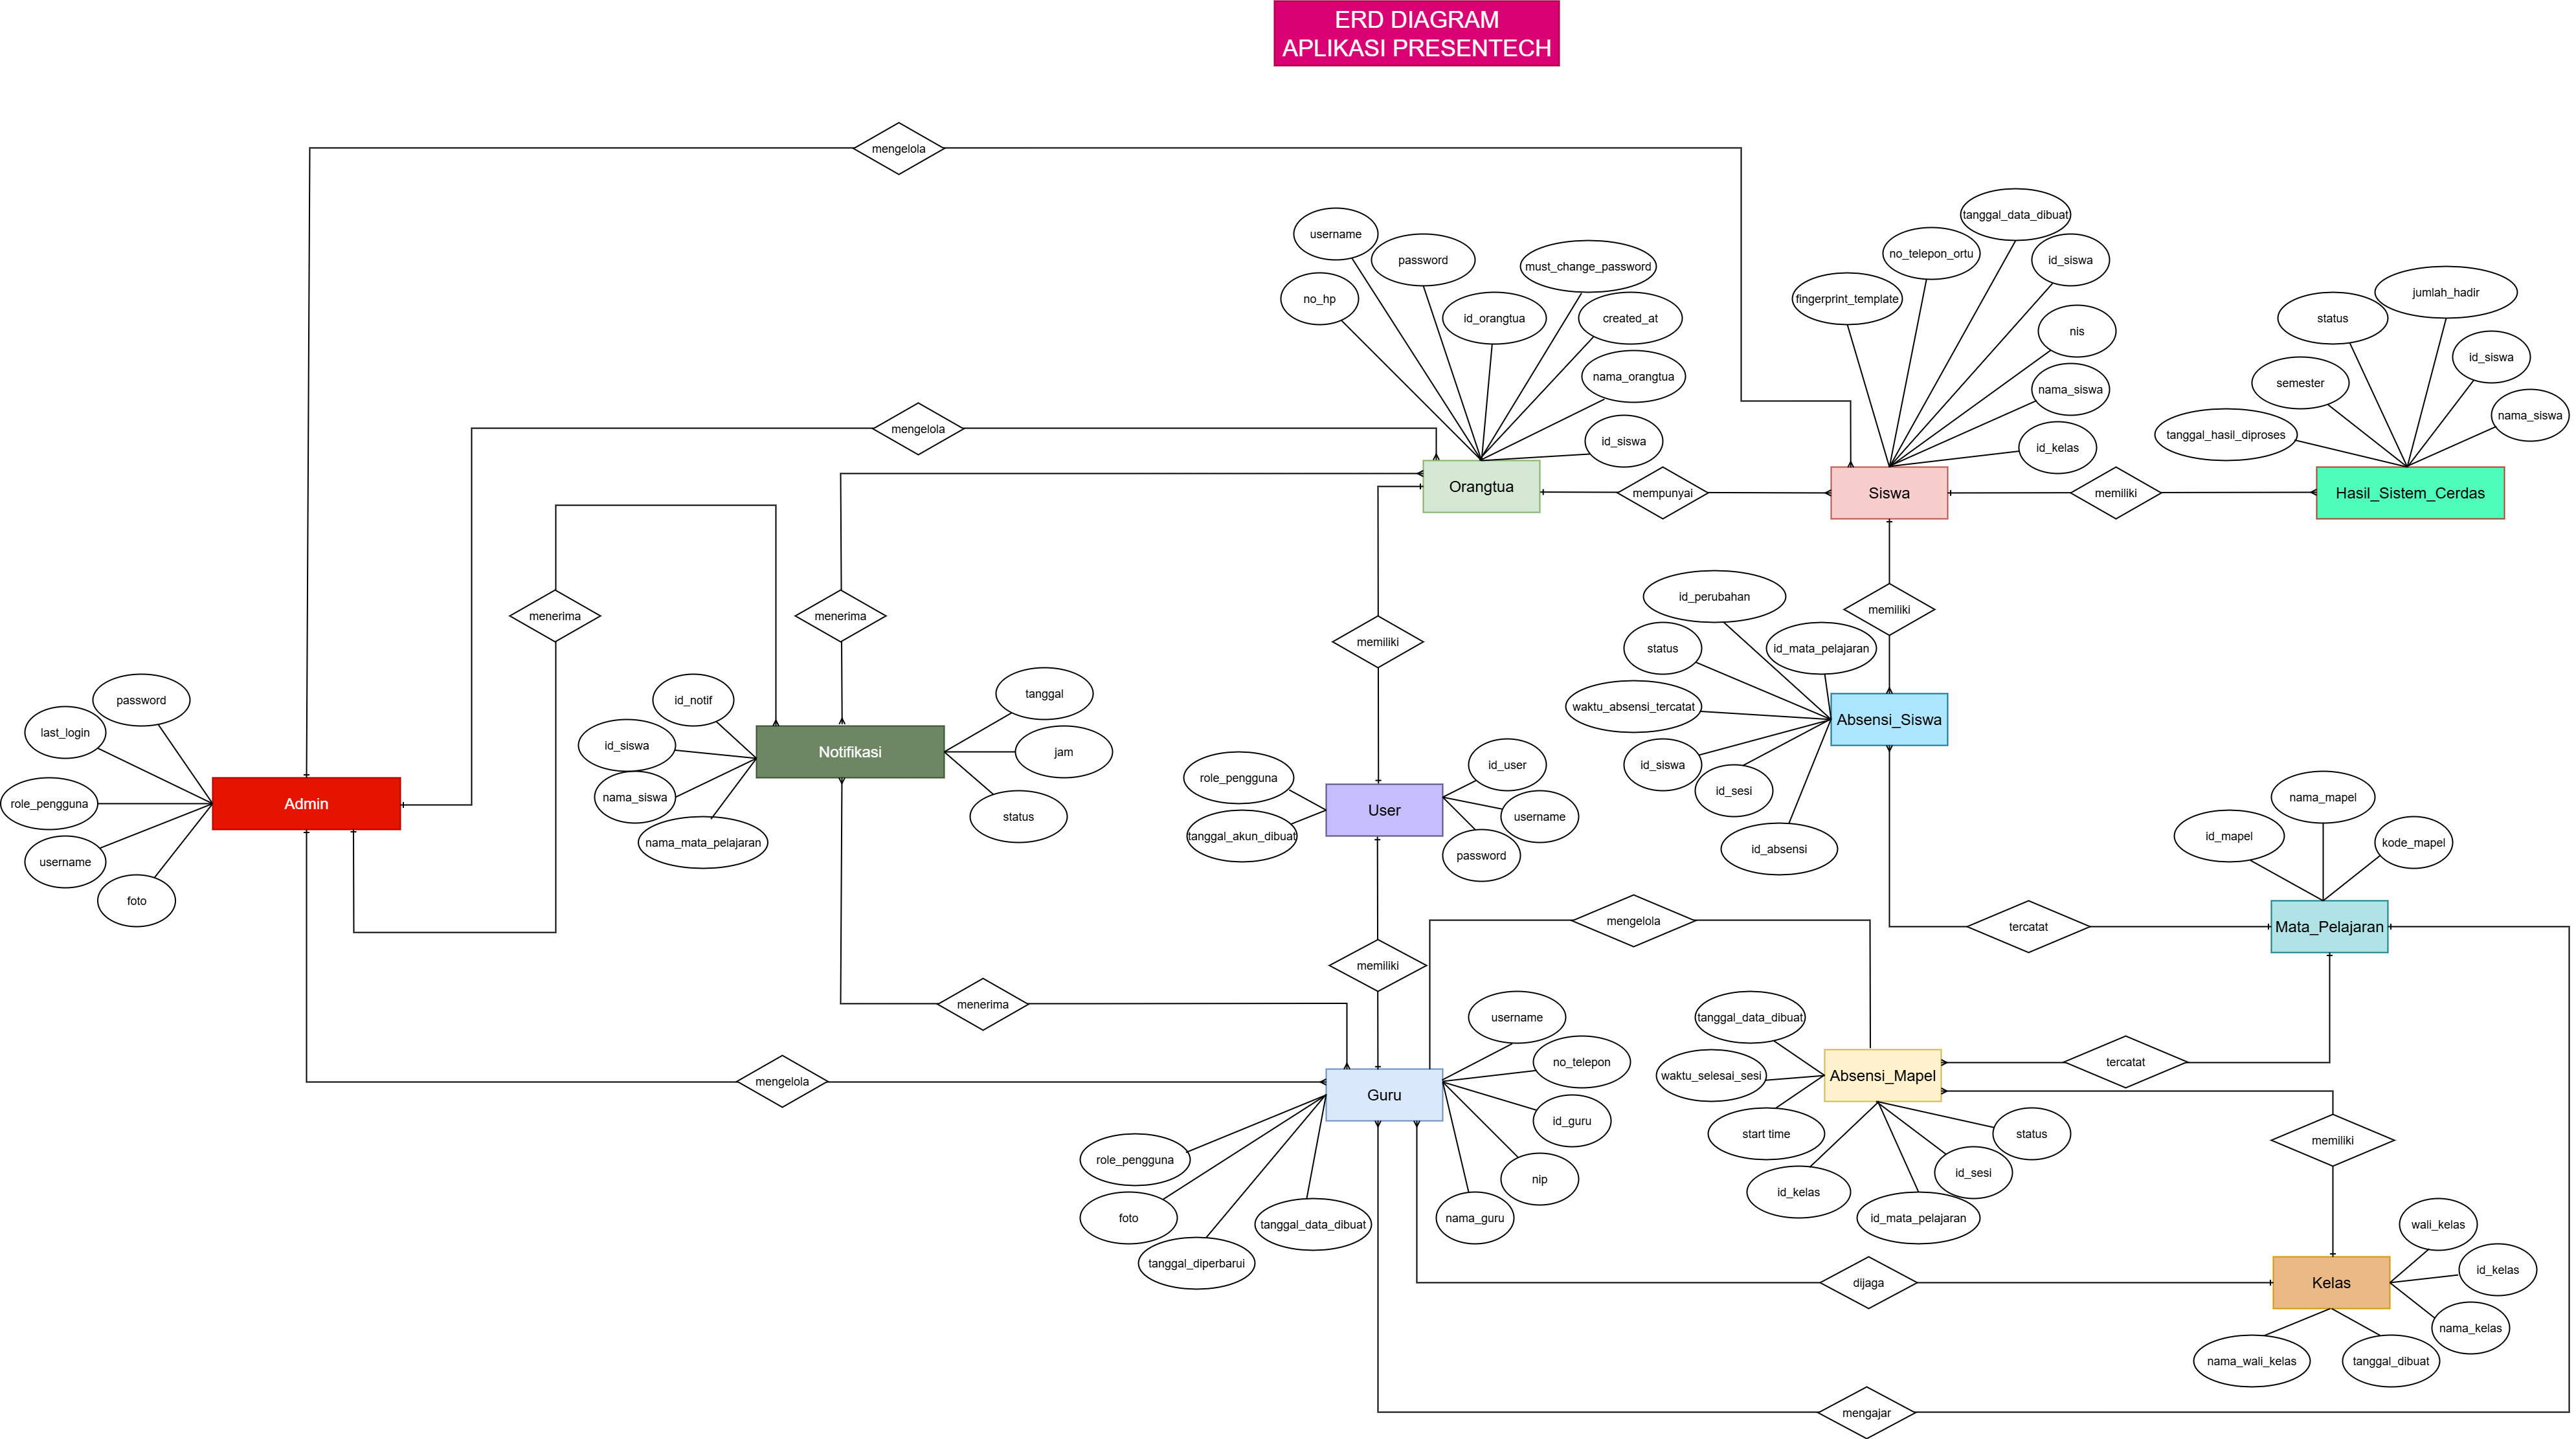 ERD DIAGRAM
APLIKASI PRESENTECH
mengelola
tanggal_data_dibuat
username
no_telepon_ortu
password
id_siswa
must_change_password
no_hp
fingerprint_template
jumlah_hadir
id_orangtua
created_at
status
nis
id_siswa
nama_orangtua
semester
nama_siswa
nama_siswa
mengelola
tanggal_hasil_diproses
id_siswa
id_kelas
Orangtua
mempunyai
Siswa
memiliki
Hasil_Sistem_Cerdas
id_perubahan
memiliki
menerima
menerima
memiliki
status
id_mata_pelajaran
password
id_notif
tanggal
waktu_absensi_tercatat
Absensi_Siswa
last_login
id_siswa
Notifikasi
jam
role_pengguna
id_user
id_siswa
id_sesi
role_pengguna
Admin
nama_siswa
status
User
username
nama_mapel
tanggal_akun_dibuat
id_mapel
kode_mapel
username
nama_mata_pelajaran
password
id_absensi
foto
mengelola
tercatat
Mata_Pelajaran
memiliki
menerima
username
tanggal_data_dibuat
no_telepon
tercatat
mengelola
waktu_selesai_sesi
Absensi_Mapel
Guru
id_guru
start time
status
memiliki
role_pengguna
nip
id_kelas
id_sesi
foto
tanggal_data_dibuat
nama_guru
id_mata_pelajaran
wali_kelas
tanggal_diperbarui
id_kelas
dijaga
Kelas
nama_kelas
nama_wali_kelas
tanggal_dibuat
mengajar